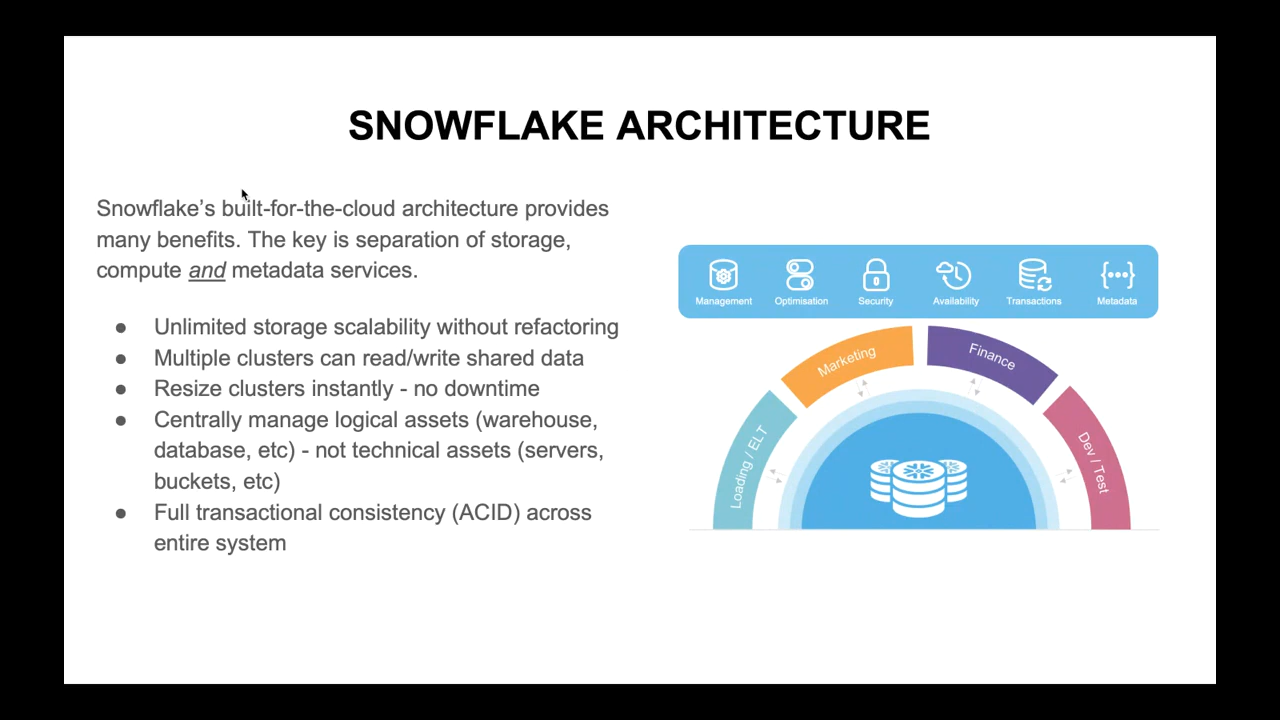 SNOWFLAKE ARCHITECTURE
Snowflake’s built-for-the-cloud architecture provides
many benefits. The key is separation of storage,
compute and metadata services.
● Unlimited storage scalability without refactoring
● Multiple clusters can read/write shared data
● Resize clusters instantly - no downtime
● Centrally manage logical assets (warehouse,
database, etc) - not technical assets (servers,
buckets, etc)
● Full transactional consistency (ACID) across
entire system
Management Optimisation Security Availability Transactions Metadata
Loading / ELT
Marketing
Finance
Dev / Test